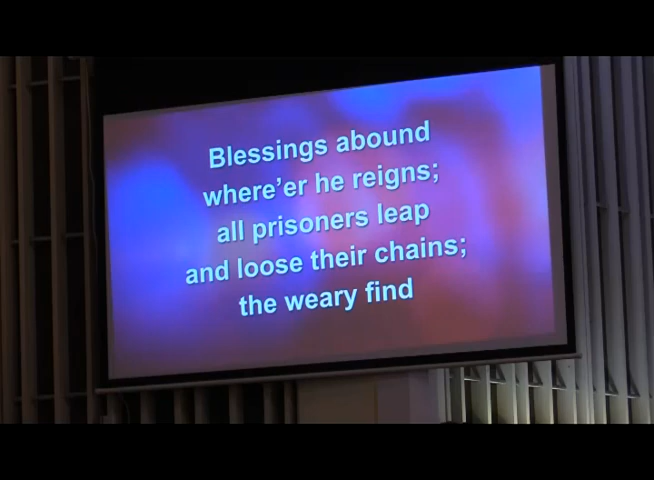 Blessings abound
where’er he reigns;
all prisoners leap
and loose their chains;
the weary find